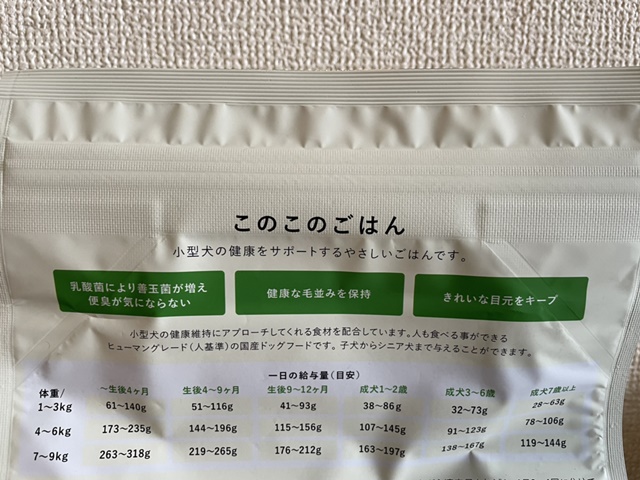 このこのごはん
小型犬の健康をサポートするやさしいごはんです。
乳酸菌により善玉菌が増え
便臭が気にならない
健康な毛並みを保持
きれいな目元をキープ
小型犬の健康維持にアプローチしてくれる食材を配合しています。人も食べる事ができる
ヒューマングレード(人基準)の国産ドッグフードです。子犬からシニア犬まで与えることができます。
一日の給与量(目安)
体重/ ～生後4ヶ月 生後4～9ヶ月 生後9～12ヶ月 成犬1～2歳 成犬3～6歳 成犬7歳以上
1～3kg 61～140g 51～116g 41～93g 38～86g 32～73g 28～63g
4～6kg 173～235g 144～196g 115～156g 107～145g 91～123g 78～106g
7～9kg 263～318g 219～265g 176～212g 163～197g 138～167g 119～144g